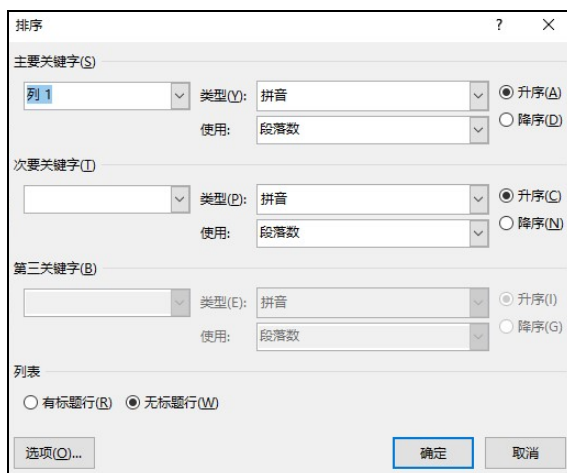 排序 ?
主要关键字(S)
列 1 类型(Y): 拼音 升序(A)
使用: 段落数 降序(D)
次要关键字(T)
类型(P): 拼音 升序(C)
使用: 段落数 降序(N)
第三关键字(B)
类型(E): 拼音 升序(I)
使用: 段落数 降序(G)
列表
有标题行(R) 无标题行(W)
选项(O)... 确定 取消